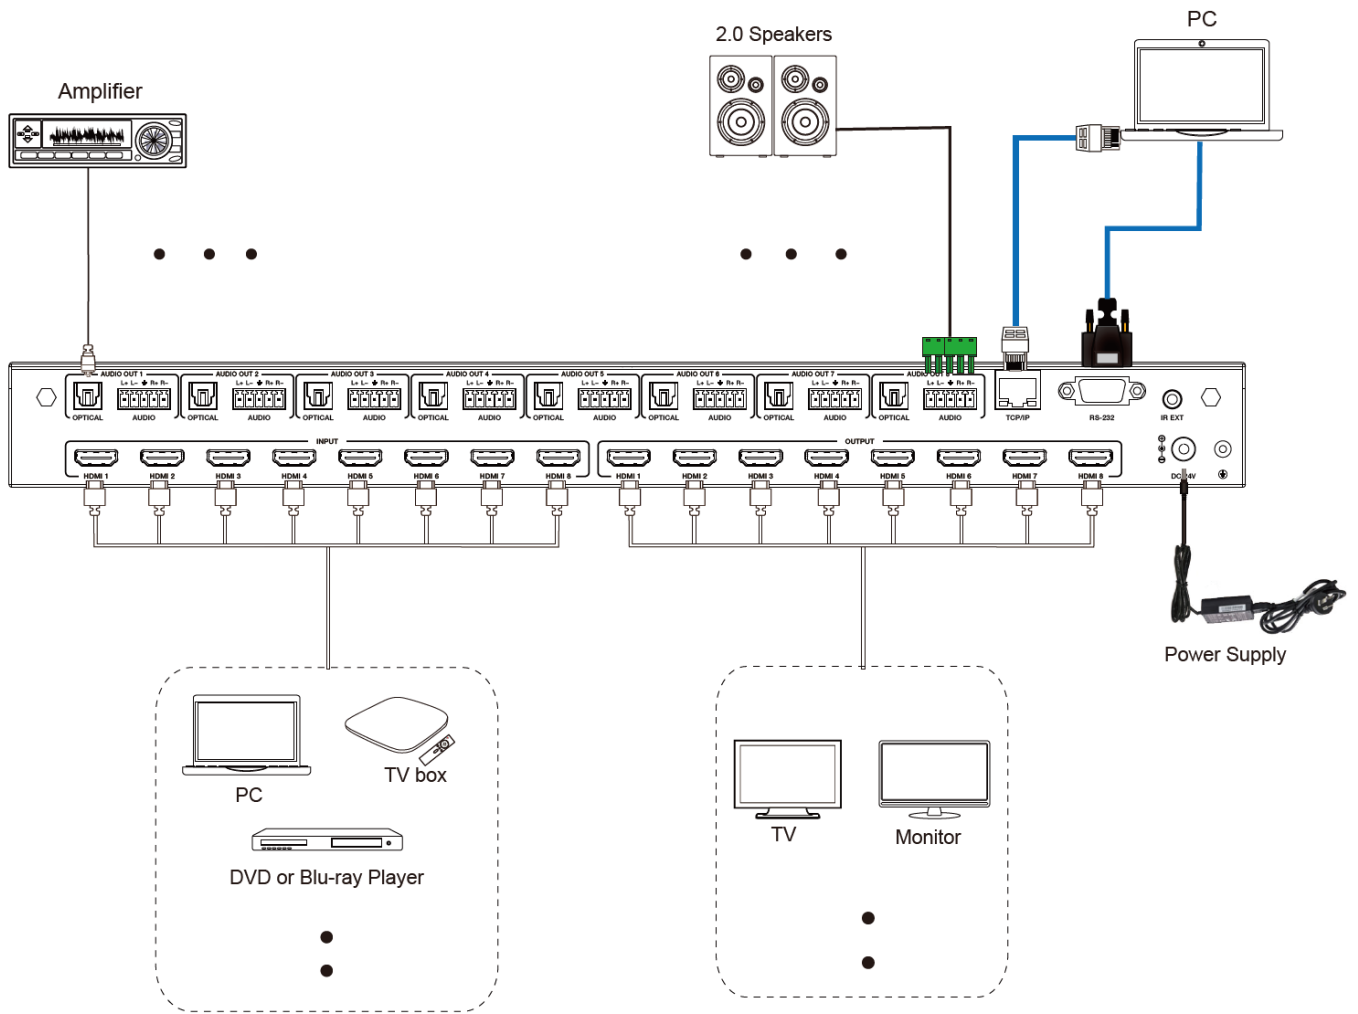 PC
2.0 Speakers
Amplifier
AUDIO OUT 1 AUDIO OUT 2 AUDIO OUT 3 AUDIO OUT 4 AUDIO OUT 5 AUDIO OUT 6 AUDIO OUT 7
L+ L- R+ R- L+ L- R+ R- L+ L- R+ R- L+ L- R+ R- L+ L- R+ R- L+ L- R+ R- L+ L- R+ R- L+ L- R+ R-
OPTICAL AUDIO OPTICAL AUDIO OPTICAL AUDIO OPTICAL AUDIO OPTICAL AUDIO OPTICAL AUDIO OPTICAL AUDIO OPTICAL AUDIO TCP/IP RS-232 IR EXT
INPUT OUTPUT
HDMI 1 HDMI 2 HDMI 3 HDMI 4 HDMI 5 HDMI 6 HDMI 7 HDMI 8 HDMI 1 HDMI 2 HDMI 3 HDMI 4 HDMI 5 HDMI 6 HDMI 7 HDMI 8 DC 24V
Power Supply
TV box
PC
TV
Monitor
DVD or Blu-ray Player